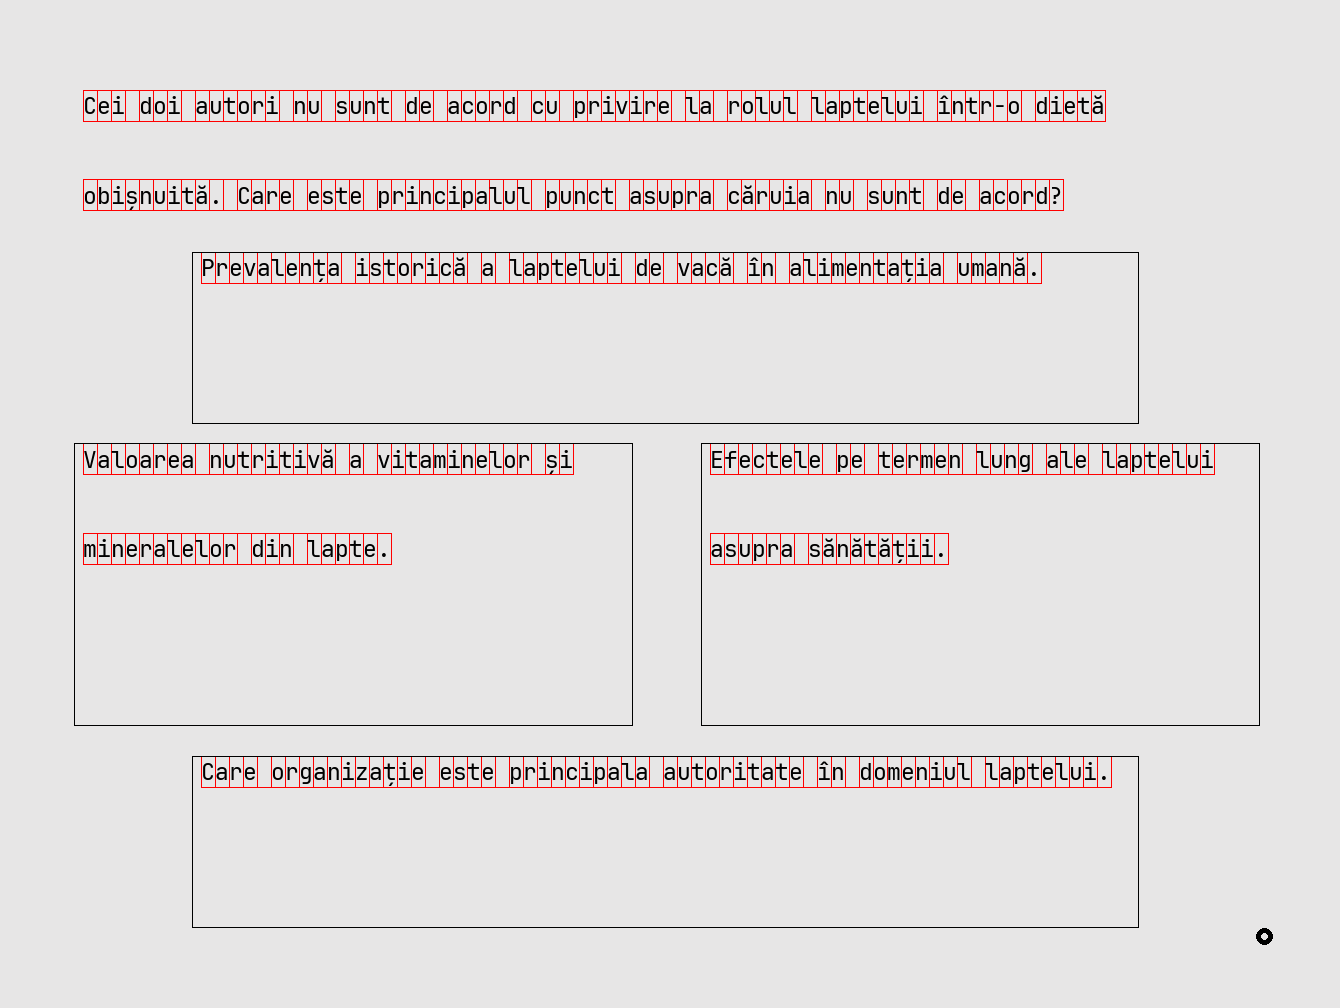 Cei doi autori nu sunt de acord cu privire la rolul laptelui într-o dietă
obișnuită. Care este principalul punct asupra căruia nu sunt de acord?
Prevalența istorică a laptelui de vacă în alimentația umană.
Valoarea nutritivă a vitaminelor și
mineralelor din lapte.
Efectele pe termen lung ale laptelui
asupra sănătății.
Care organizație este principala autoritate în domeniul laptelui.